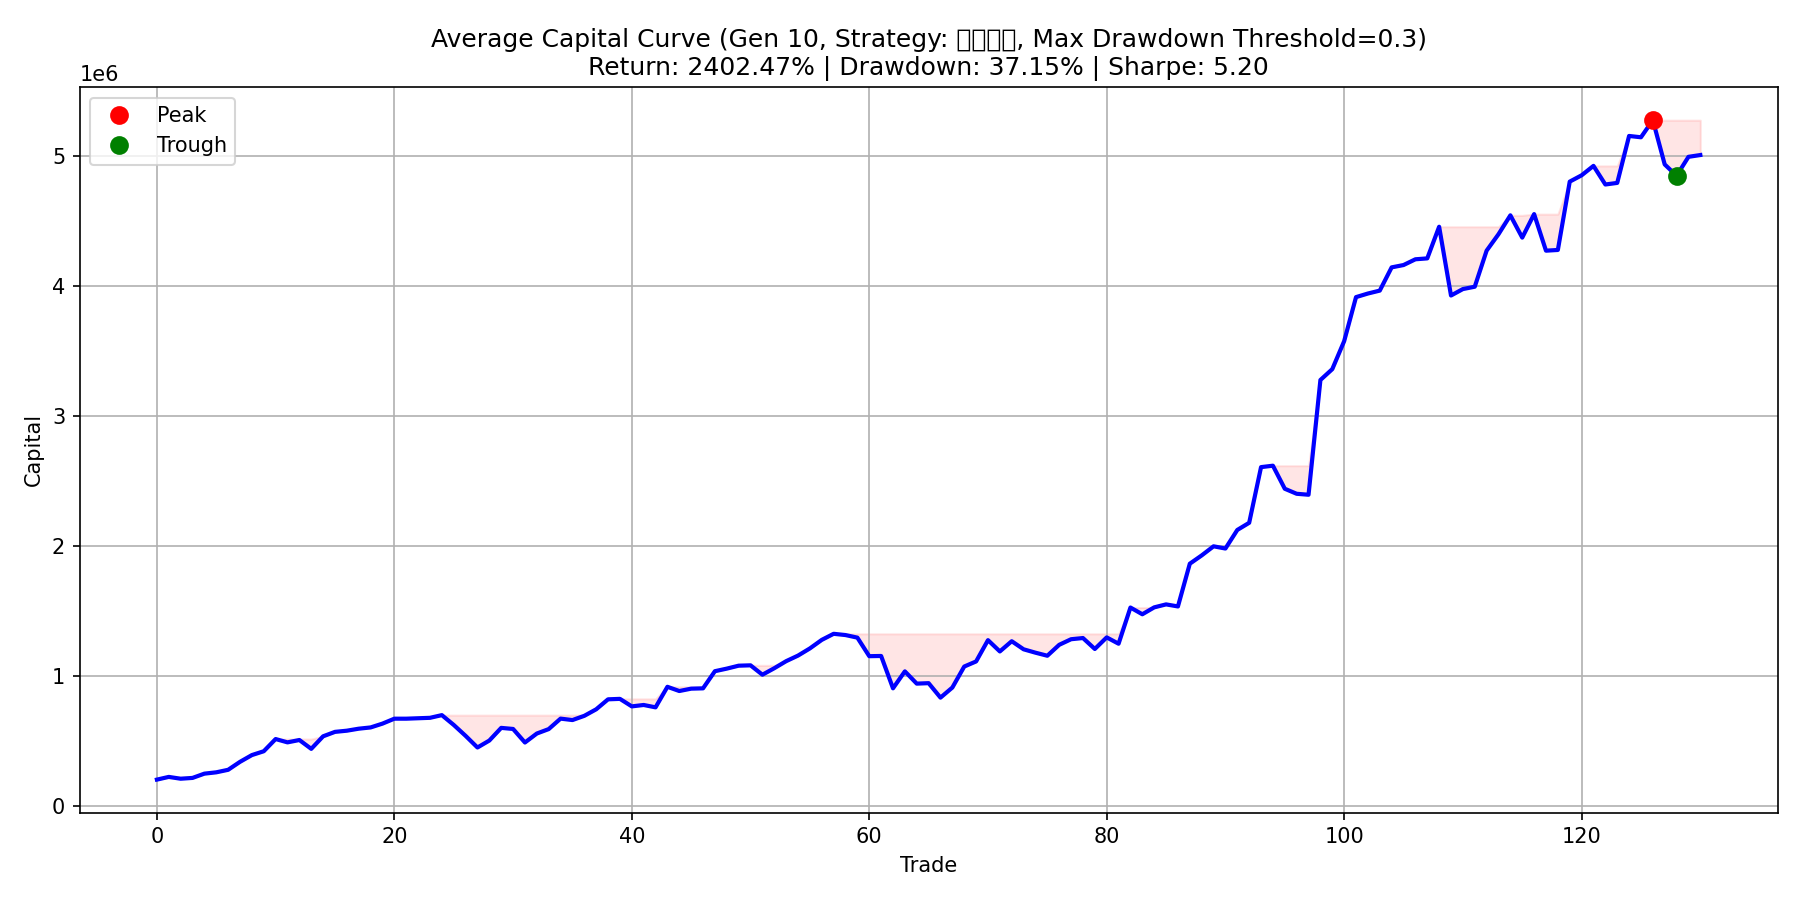 Average Capital Curve (Gen 10, Strategy: , Max Drawdown Threshold=0.3)
Return: 2402.47% | Drawdown: 37.15% | Sharpe: 5.20
1e6
Peak
Trough
5
4
3
2
1
0
Capital
0 20 40 60 80 100 120
Trade